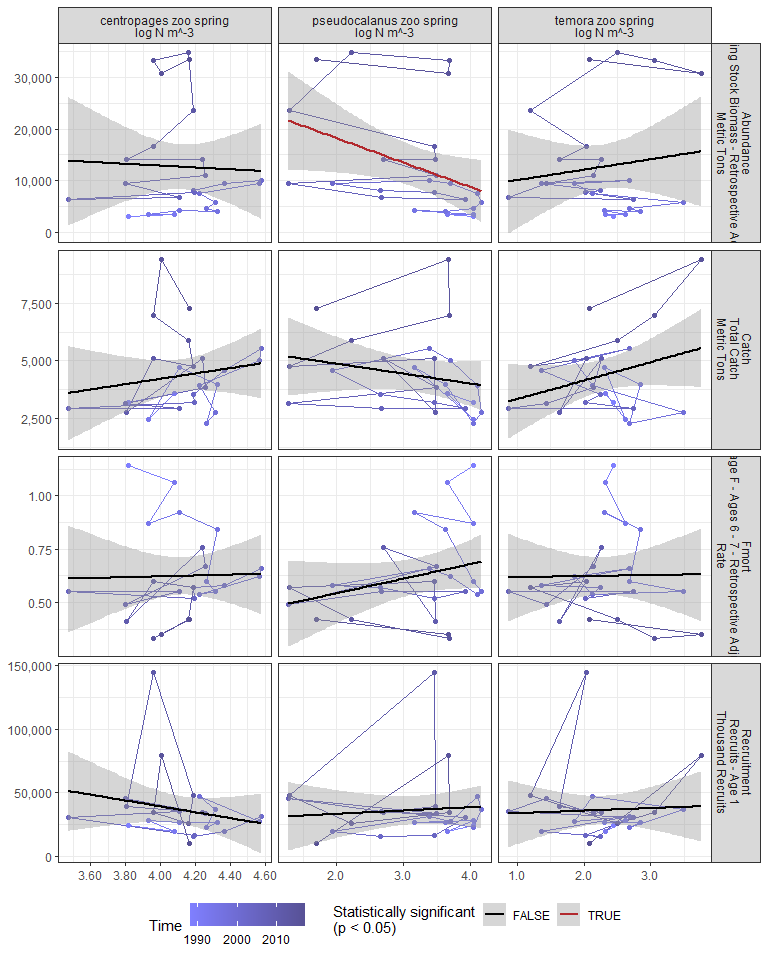 centropages zoo spring
log N m^-3
pseudocalanus zoo spring
log N m^-3
temora zoo spring
log N m^-3
30,000
20,000
10,000
0
Abundance
Stock Biomass - Retrospective
Metric Tons
7,500
5,000
2,500
Catch
Total Catch
Metric Tons
1.00
0.75
0.50
Fmort
F - Ages 6 - 7 - Retrospective
Rate
150,000
100,000
50,000
0
Recruitment
Recruits - Age 1
Thousand Recruits
3.60 3.80 4.00 4.20 4.40 4.60
2.0 3.0 4.0
1.0 2.0 3.0
Time
1990 2000 2010
Statistically significant
(p < 0.05)
FALSE
TRUE